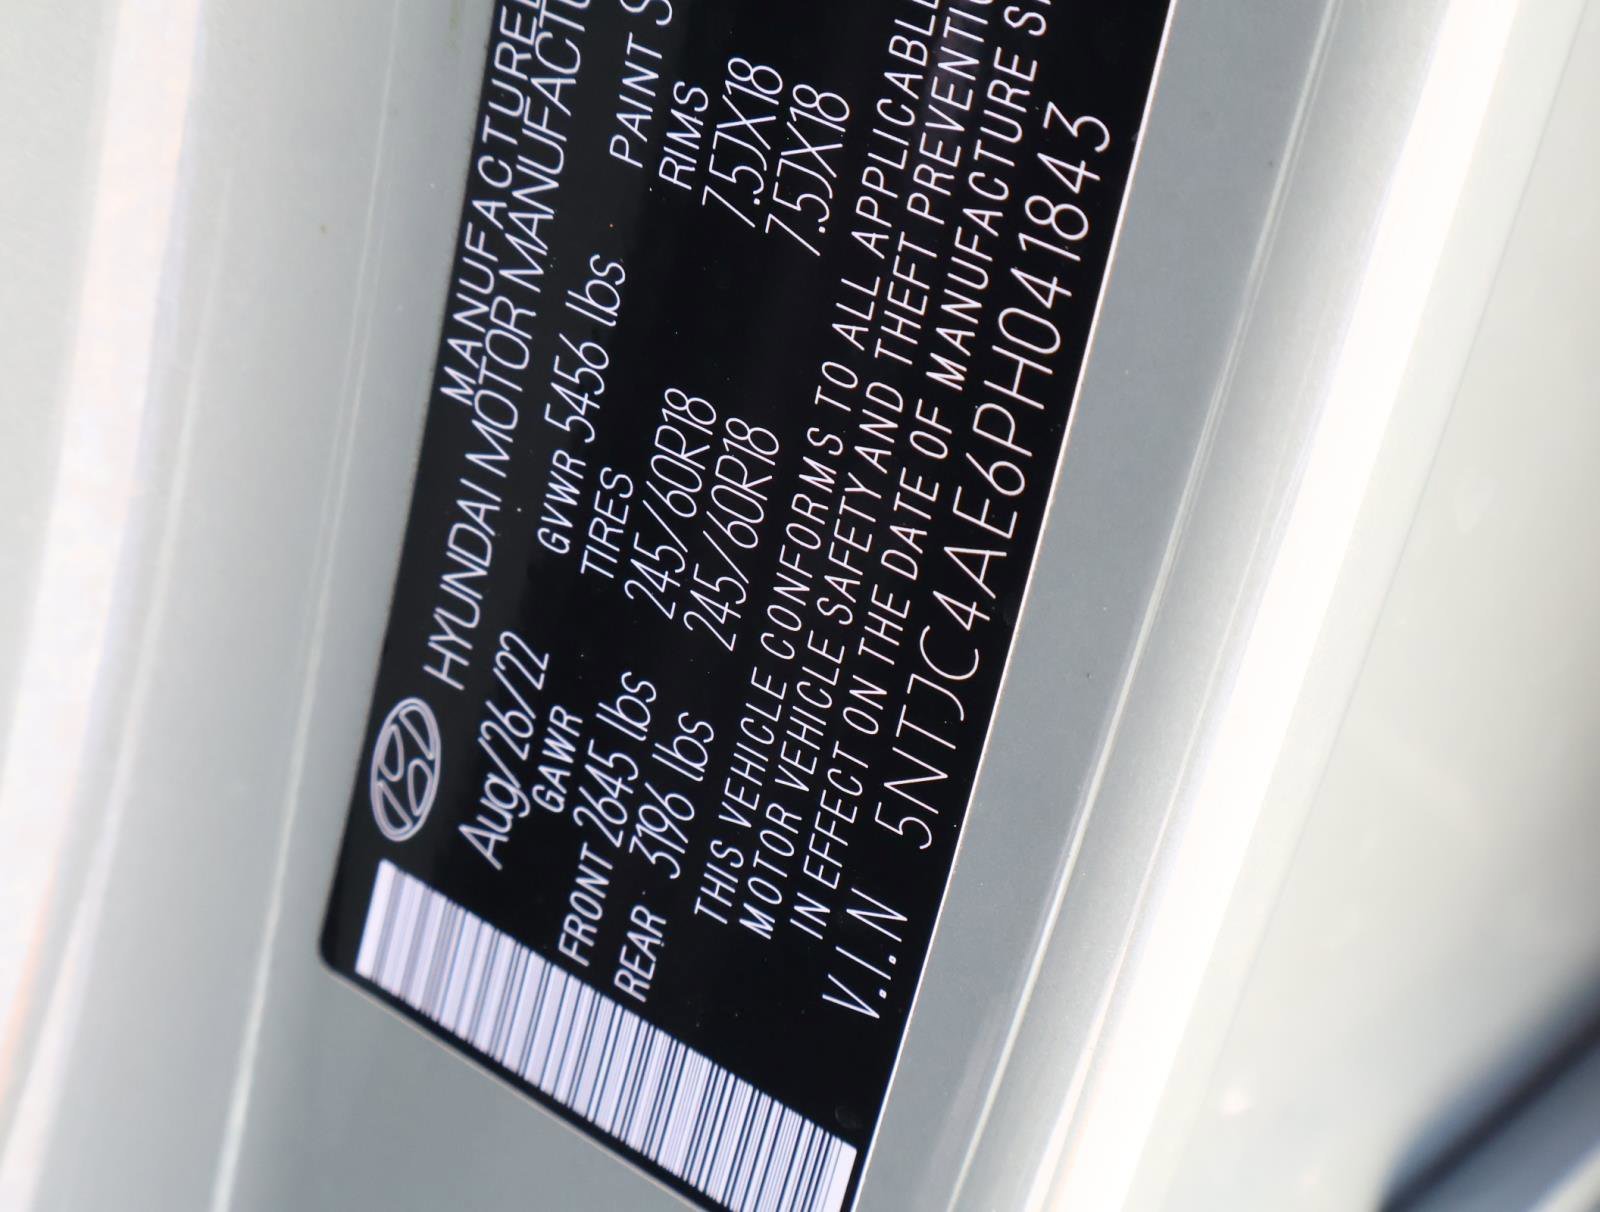 MANUFACTURED
HYUNDAI MOTOR MANUFACTU
Aug/26/22 GVWR 5456 lbs PAINT S
GAWR TIRES RIMS
FRONT 2645 lbs 245/60R18 7.5JX18
REAR 3196 lbs 245/60R18 7.5JX18
THIS VEHICLE CONFORMS TO ALL APPLICABLE
MOTOR VEHICLE SAFETY AND THEFT PREVENTIO
IN EFFECT ON THE DATE OF MANUFACTURE S
V.I.N 5NTJC4AE6PH041843